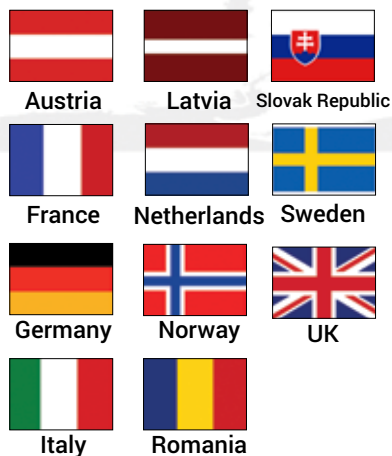 Austria
Latvia
Slovak Republic
France
Netherlands
Sweden
Germany
Norway
UK
Italy
Romania